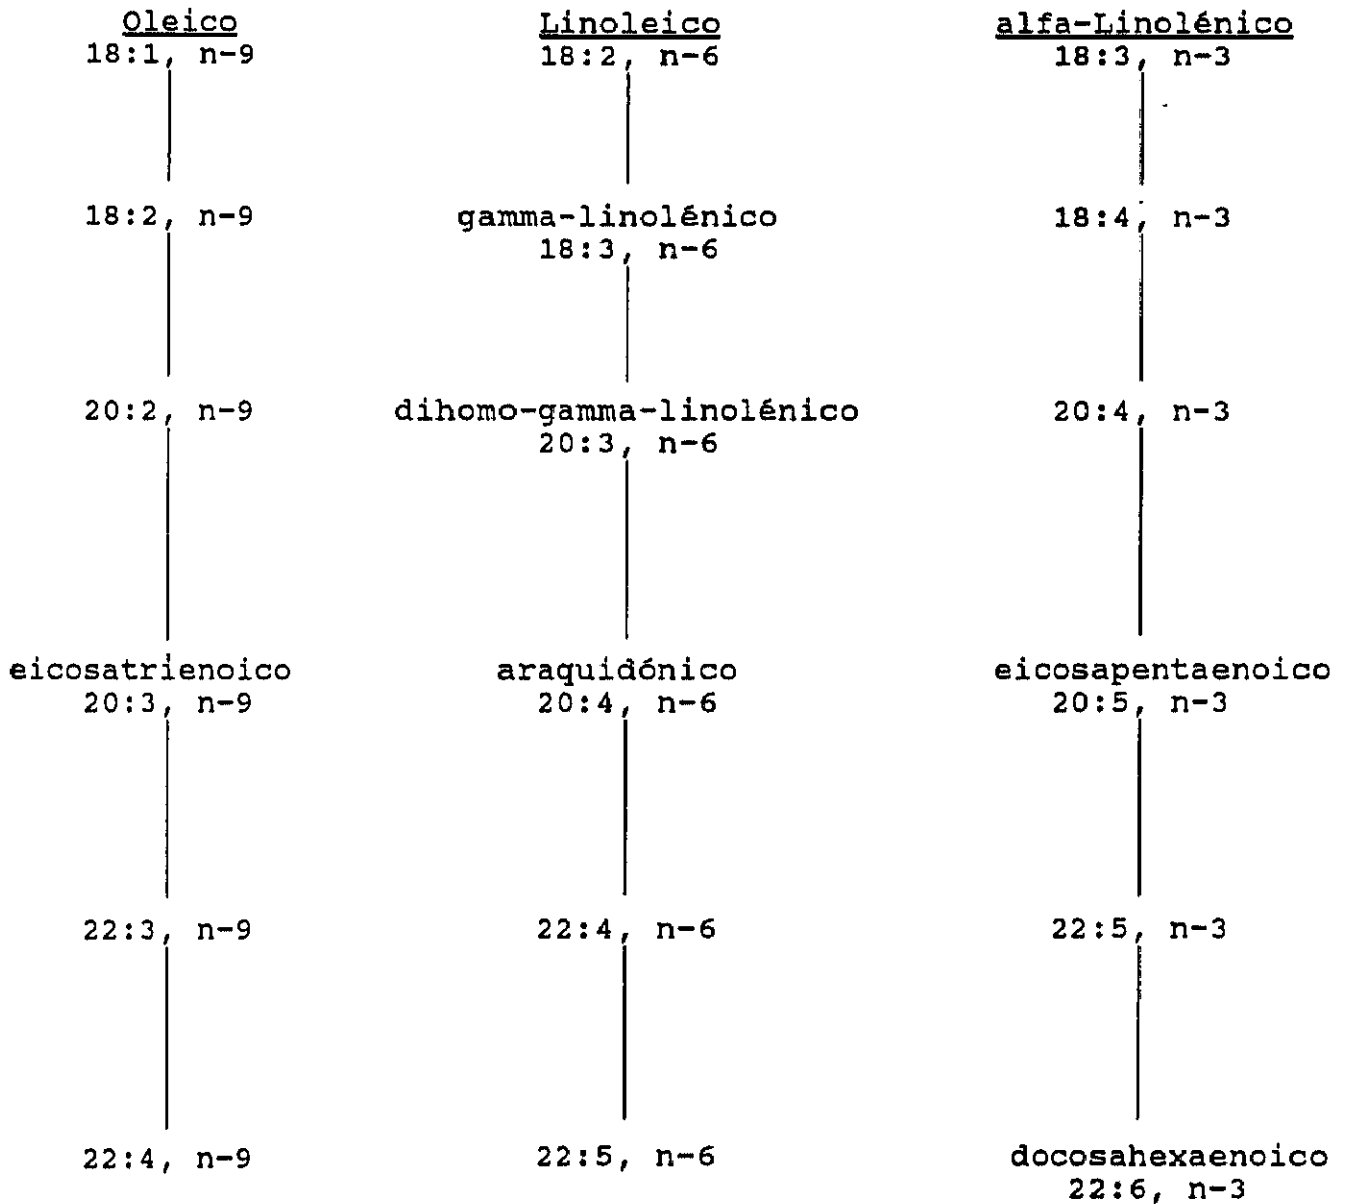 Oleico Linoleico alfa-Linolénico
18:1, n-9 18:2, n-6 18:3, n-3
18:2, n-9 gamma-linolénico 18:4, n-3
18:3, n-6
20:2, n-9 dihomo-gamma-linolénico 20:4, n-3
20:3, n-6
eicosatrienoico araquidónico eicosapentaenoico
20:3, n-9 20:4, n-6 20:5, n-3
22:3, n-9 22:4, n-6 22:5, n-3
22:4, n-9 22:5, n-6 docosahexaenoico
22:6, n-3